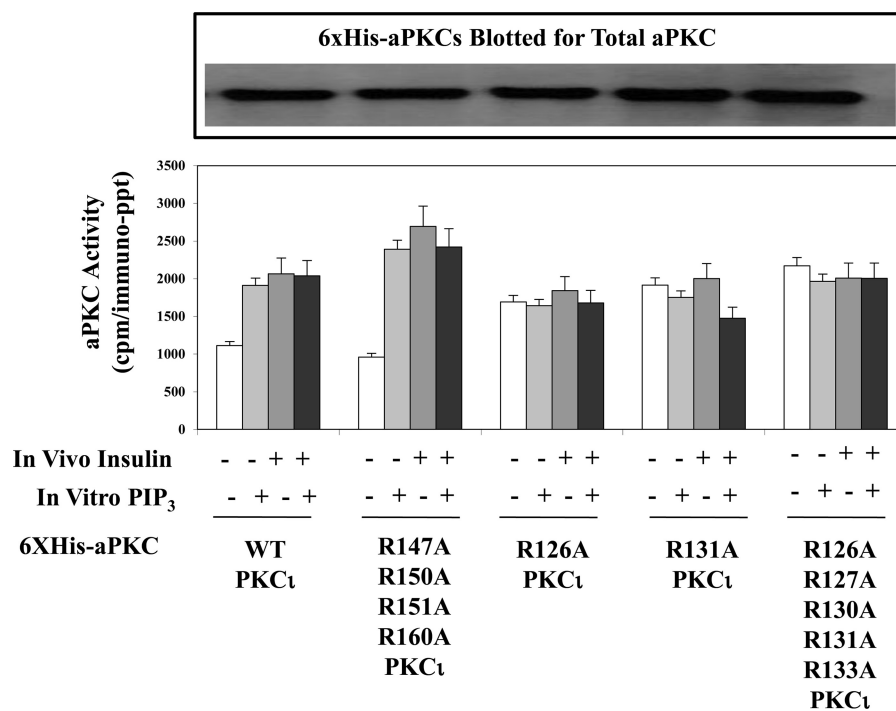 6xHis-aPKCs Blotted for Total aPKC
aPKC Activity
(cpm/immuno-ppt)
3500
3000
2500
2000
1500
1000
500
0
In Vivo Insulin - - + + - - + + - - + + - - + + - - + +
In Vitro PIP3 - + - + - + - + - + - + - + - + - + - +
6XHis-aPKC
WT
PKCι
R147A
R150A
R151A
R160A
PKCι
R126A
PKCι
R131A
PKCι
R126A
R127A
R130A
R131A
R133A
PKCι